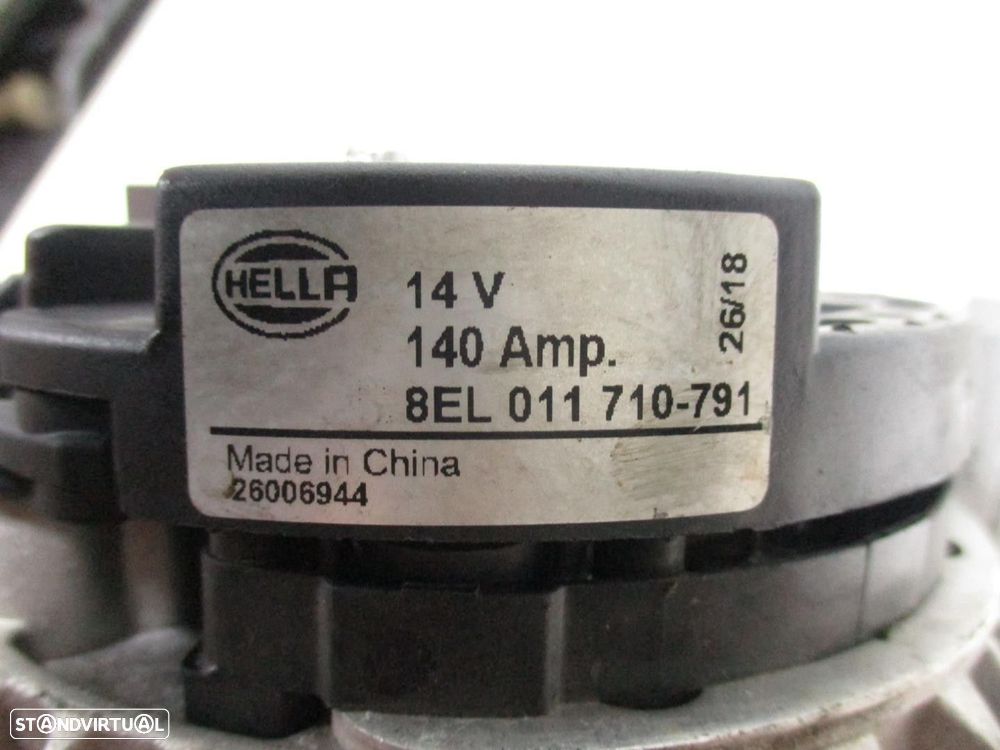 HELLA
14 V
140 Amp.
8EL 011 710-791
26/18
Made in China
26006944
STANDVIRTUAL